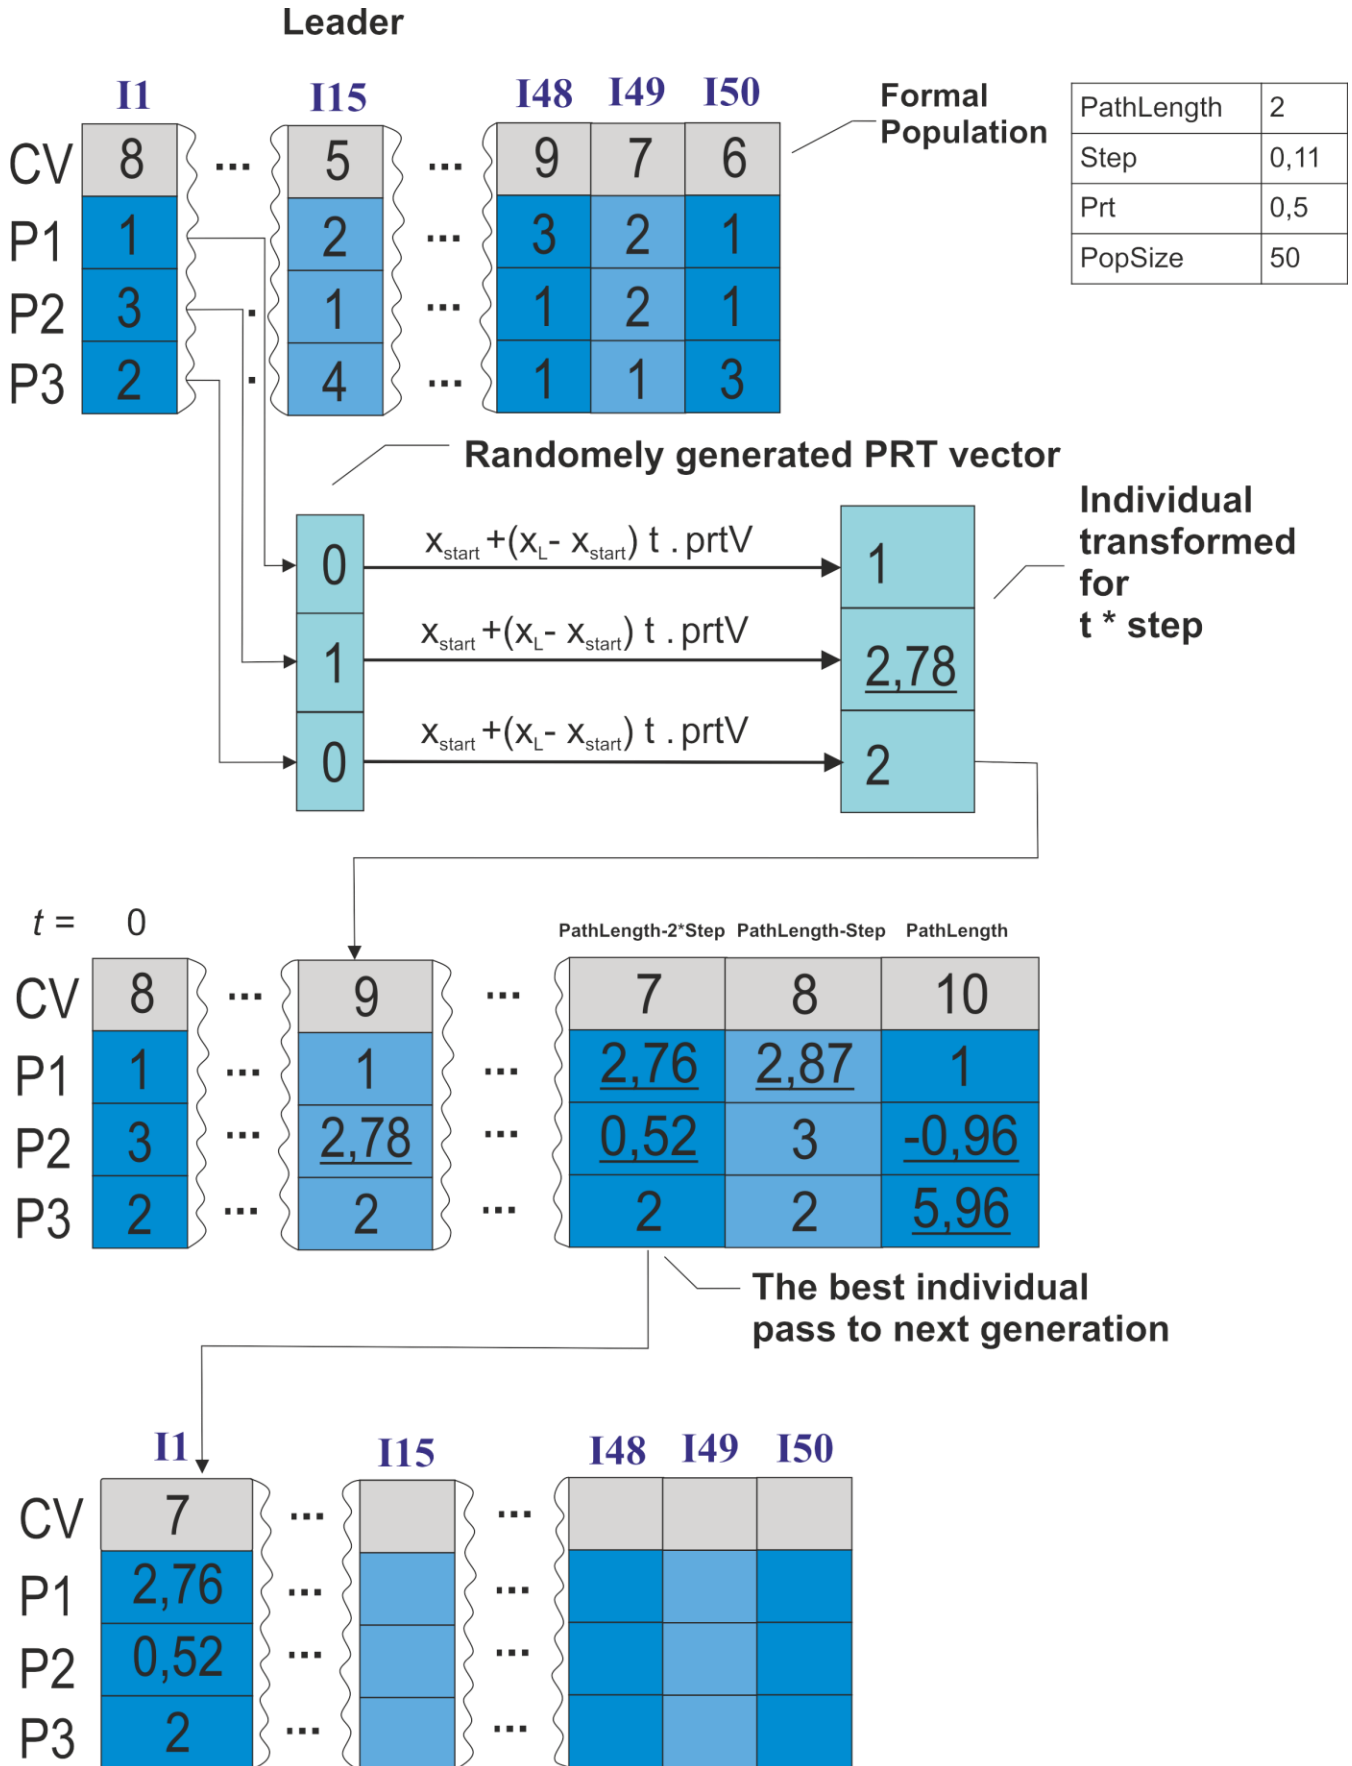 Leader
I1 I15 I48 I49 I50
Formal
Population
PathLength 2
Step 0,11
Prt 0,5
PopSize 50
CV 8 ... 5 ... 9 7 6
P1 1 2 ... 3 2 1
P2 3 . 1 ... 1 2 1
P3 2 . 4 ... 1 1 3
Randomely generated PRT vector
Individual
transformed
for
t * step
0 xstart +(xL- xstart) t . prtV 1
1 xstart +(xL- xstart) t . prtV 2,78
0 xstart +(xL- xstart) t . prtV 2
t = 0 PathLength-2*Step PathLength-Step PathLength
CV 8 ... 9 ... 7 8 10
P1 1 ... 1 ... 2,76 2,87 1
P2 3 ... 2,78 ... 0,52 3 -0,96
P3 2 ... 2 ... 2 2 5,96
The best individual
pass to next generation
I1 I15 I48 I49 I50
CV 7 ... ...
P1 2,76 ... ...
P2 0,52 ... ...
P3 2 ... ...